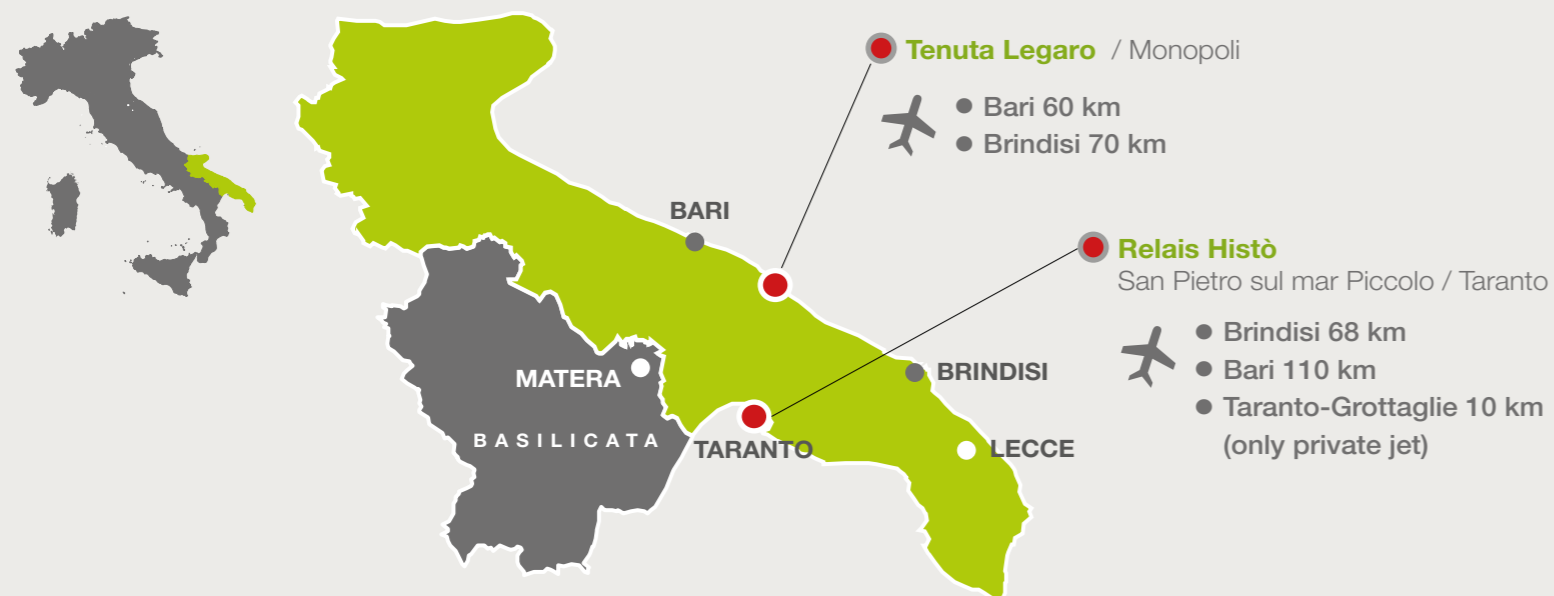 Tenuta Legaro / Monopoli
Bari 60 km
Brindisi 70 km
BARI
Relais Histò
San Pietro sul mar Piccolo / Taranto
Brindisi 68 km
Bari 110 km
Taranto-Grottaglie 10 km
(only private jet)
MATERA
BRINDISI
BASILICATA
TARANTO
LECCE